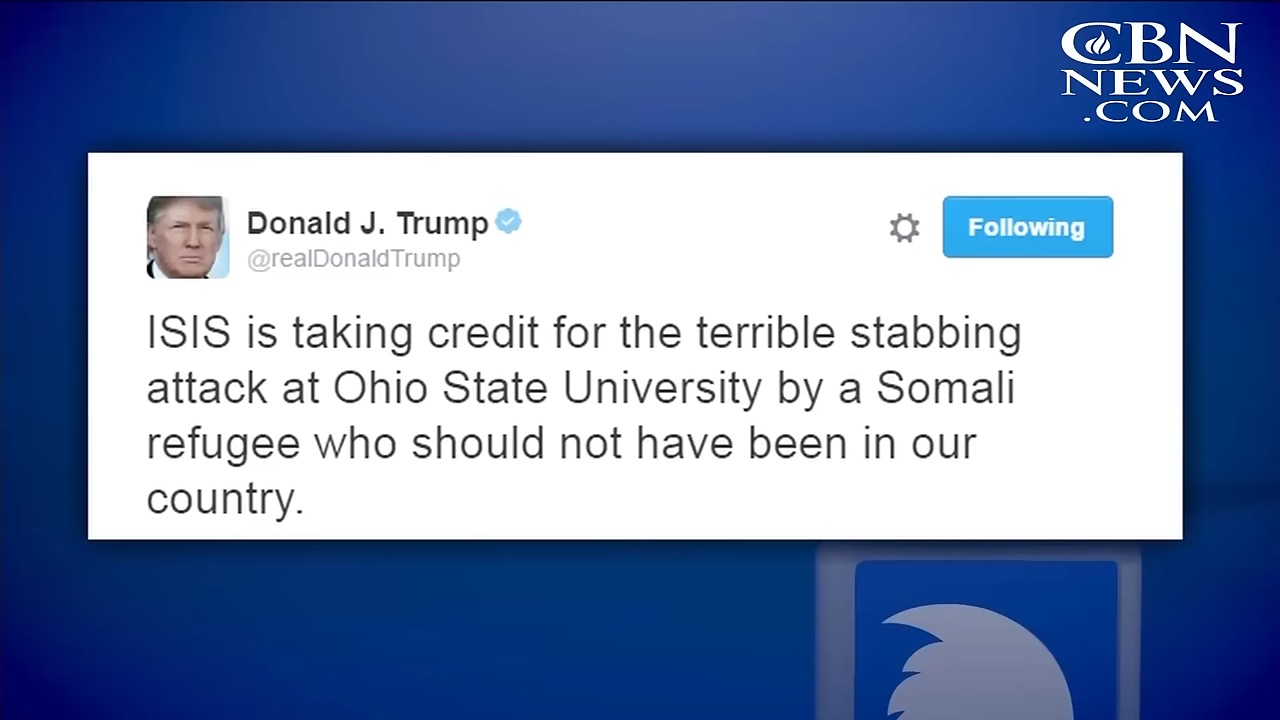 CBN
NEWS
.COM
Donald J. Trump
@realDonaldTrump
Following
ISIS is taking credit for the terrible stabbing
attack at Ohio State University by a Somali
refugee who should not have been in our
country.